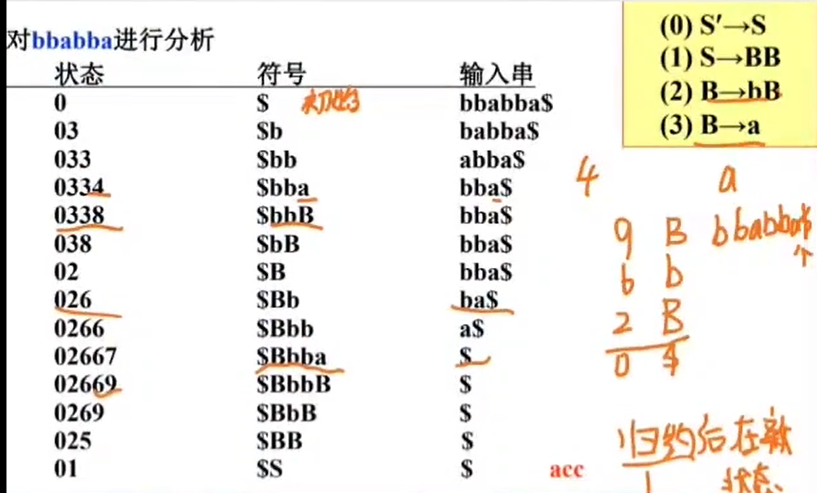 对bbabba进行分析
状态 符号 输入串
0 $ 初始 bbabba$
03 $b babba$
033 $bb abba$
0334 $bba bba$
0338 $bbB bba$
038 $bB bba$
02 $B bba$
026 $Bb ba$
0266 $Bbb a$
02667 $Bbba $
02669 $BbbB $
0269 $BbB $
025 $BB $
01 $S $ acc
(0) S′→S
(1) S→BB
(2) B→bB
(3) B→a
4 a
9 B bbabba$
6 b
2 B
0 $
归约后在新
状态